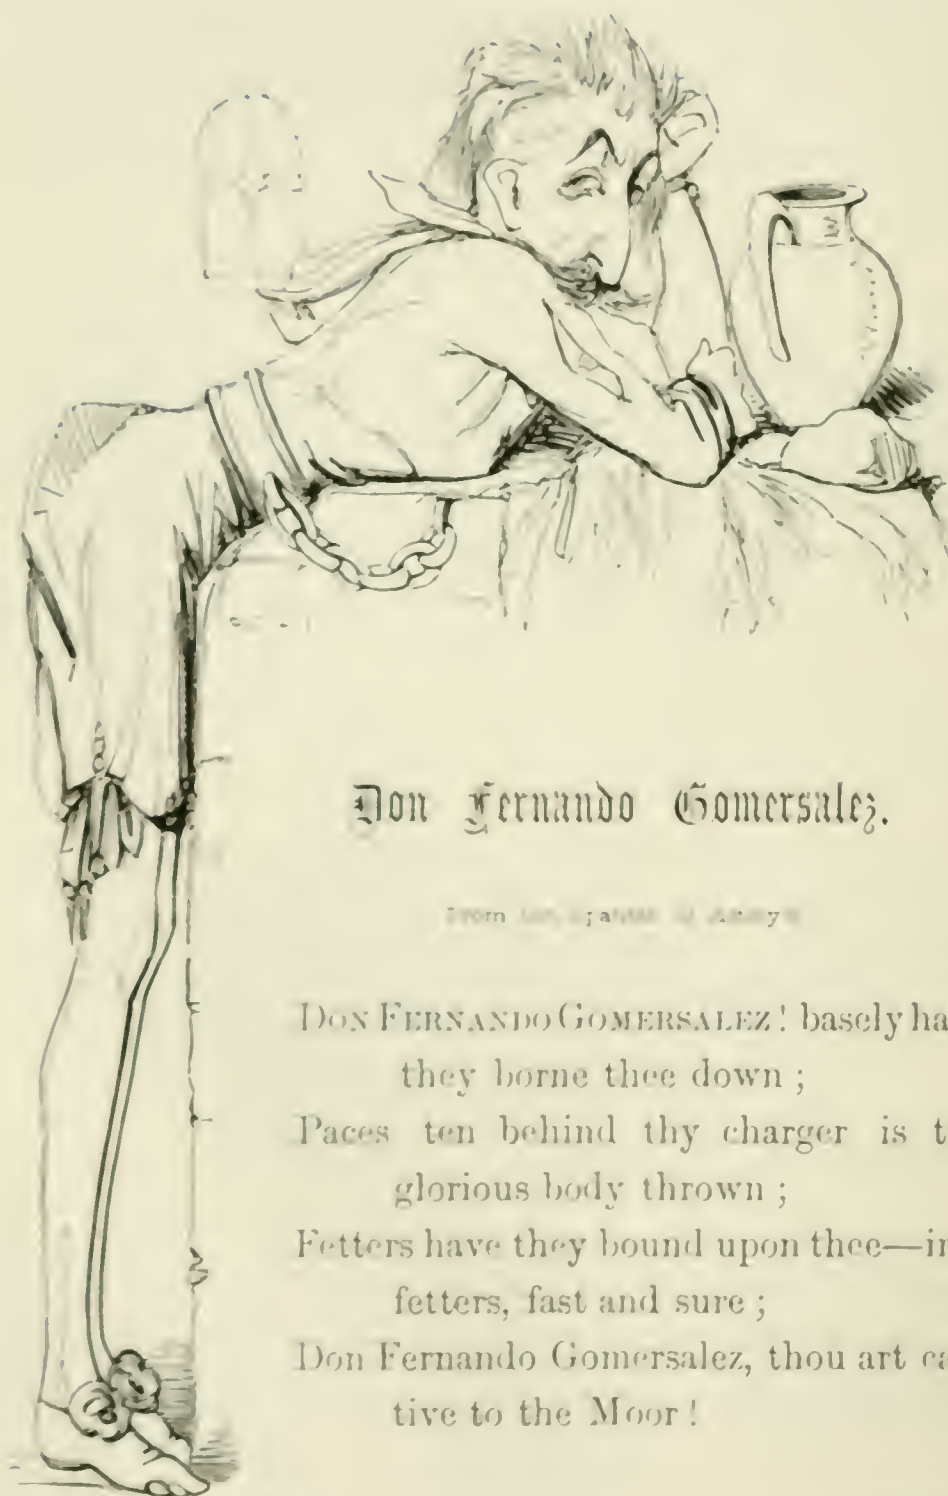 Don Fernando Gomersalez.
From
DON FERNANDO GOMERSALEZ! basely ha
they borne thee down ;
Paces ten behind thy charger is t
glorious body thrown ;
Fetters have they bound upon thee—i
fetters, fast and sure ;
Don Fernando Gomersalez, thou art ca
tive to the Moor!